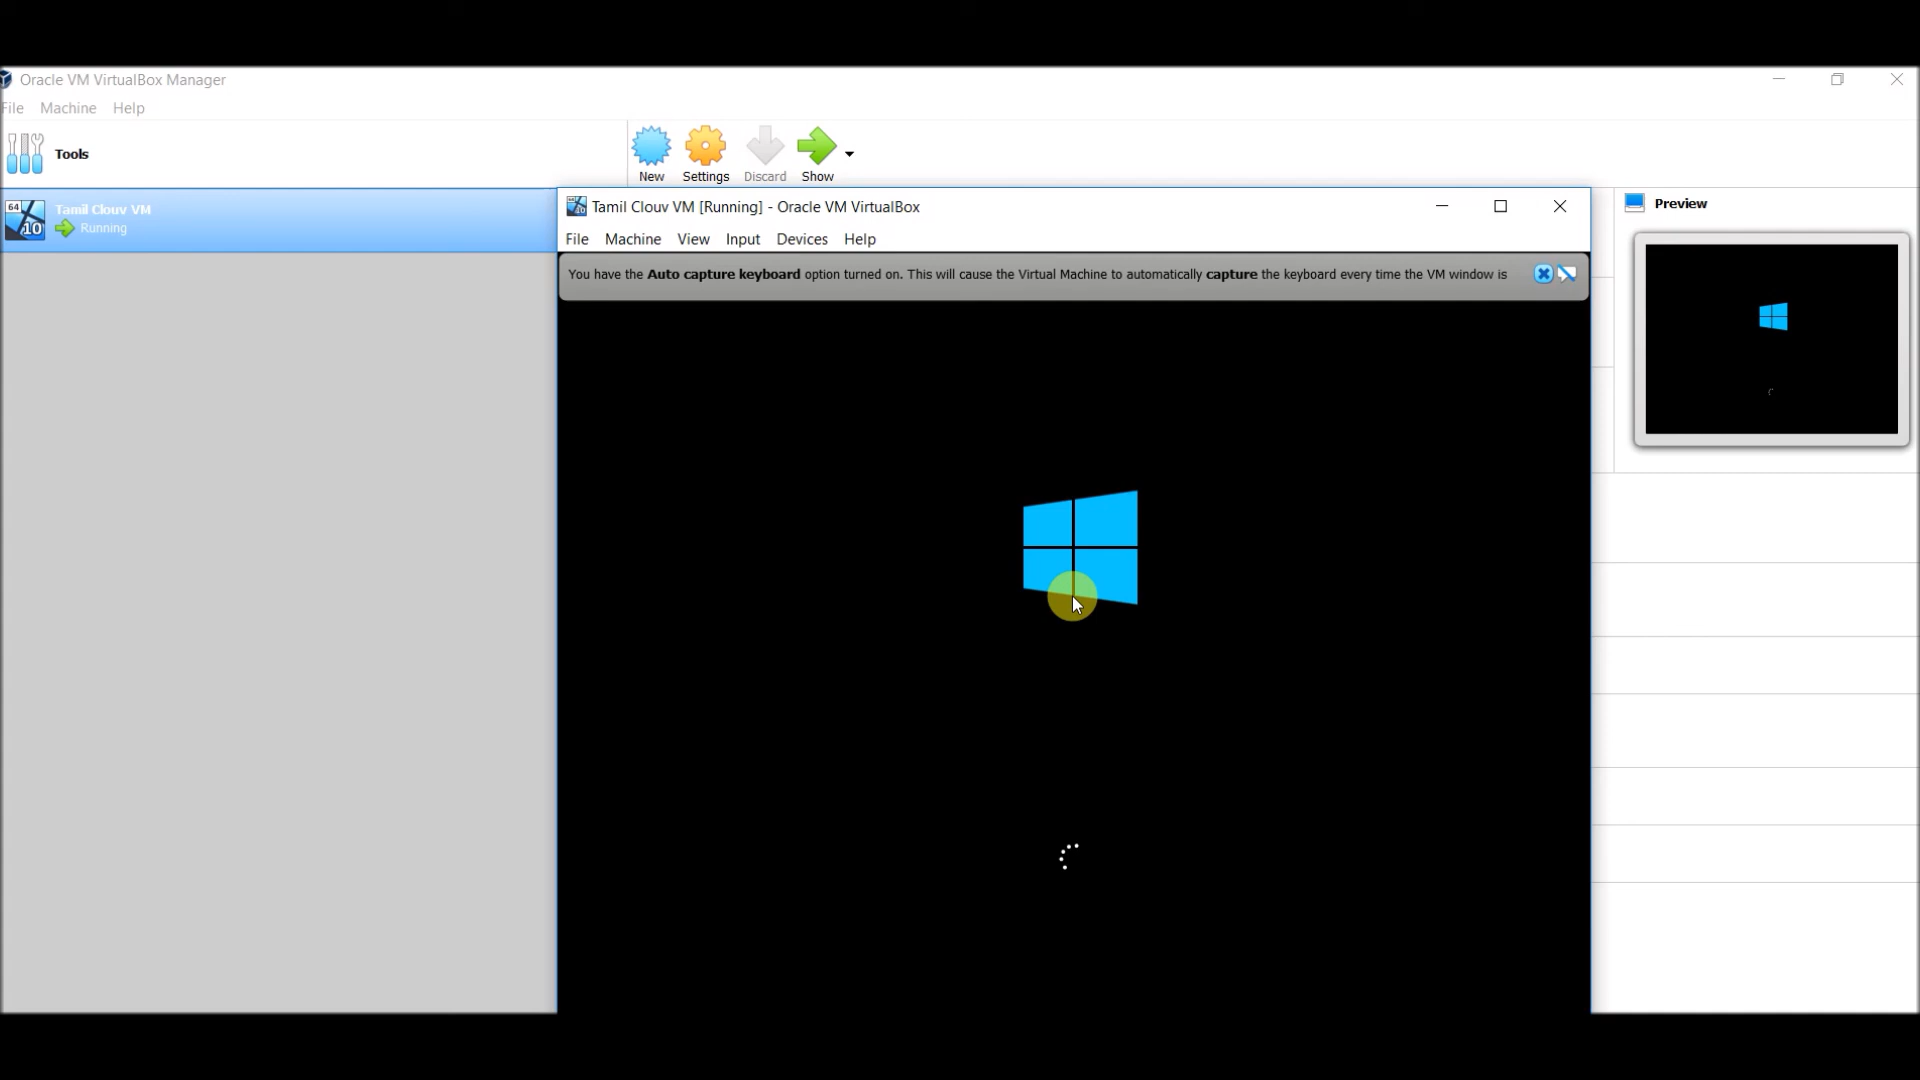 Oracle VM VirtualBox Manager
File Machine Help
Tools
New Settings Discard Show
64
10
Tamil Clouv VM
Running
Tamil Clouv VM [Running] - Oracle VM VirtualBox
File Machine View Input Devices Help
You have the Auto capture keyboard option turned on. This will cause the Virtual Machine to automatically capture the keyboard every time the VM window is
Preview